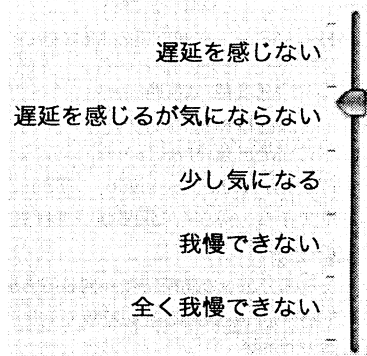 遅延を感じない
遅延を感じるが気にならない
少し気になる
我慢できない
全く我慢できない